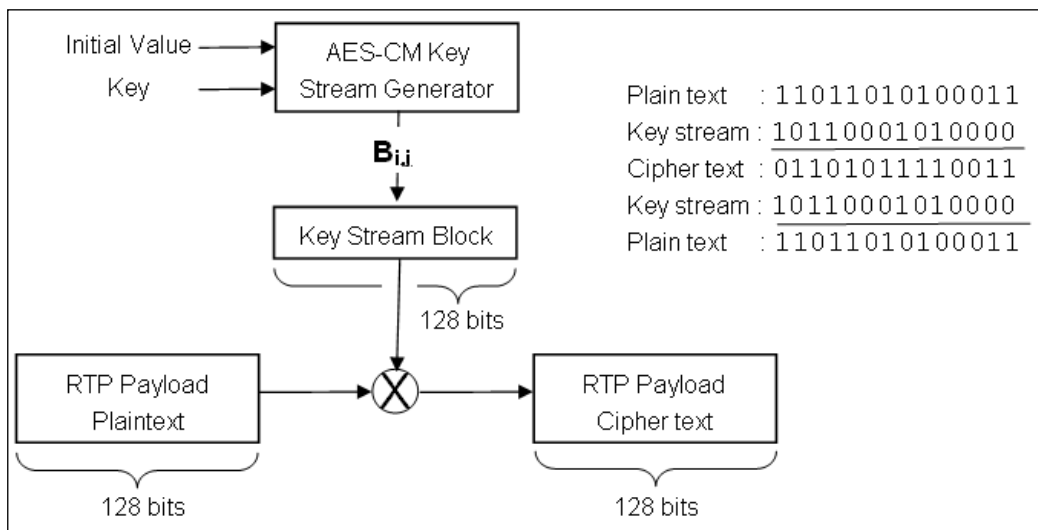 Initial Value
Key
AES-CM Key
Stream Generator
Bi,j
Key Stream Block
128 bits
RTP Payload
Plaintext
128 bits
X
RTP Payload
Cipher text
128 bits
Plain text : 11011010100011
Key stream : 10110001010000
Cipher text : 01101011110011
Key stream : 10110001010000
Plain text : 11011010100011